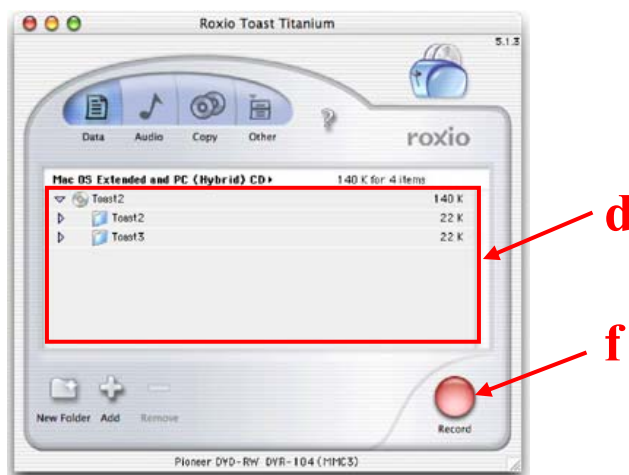 Roxio Toast Titanium
5.1.3
Data Audio Copy Other
roxio
Mac OS Extended and PC (Hybrid) CD 140 K for 4 items
Toast2 140 K
Toast2 22 K
Toast3 22 K
d
f
New Folder Add Remove
Record
Pioneer DVD-RW DVR-104 (MMC3)